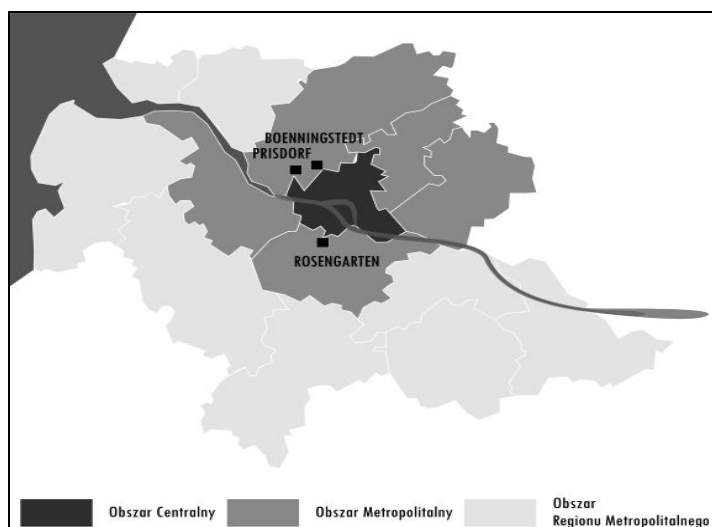 BOENNINGSTEDT
PRISDORF
ROSENGARTEN
Obszar Centralny
Obszar Metropolitalny
Obszar
Regionu Metropolitalnego